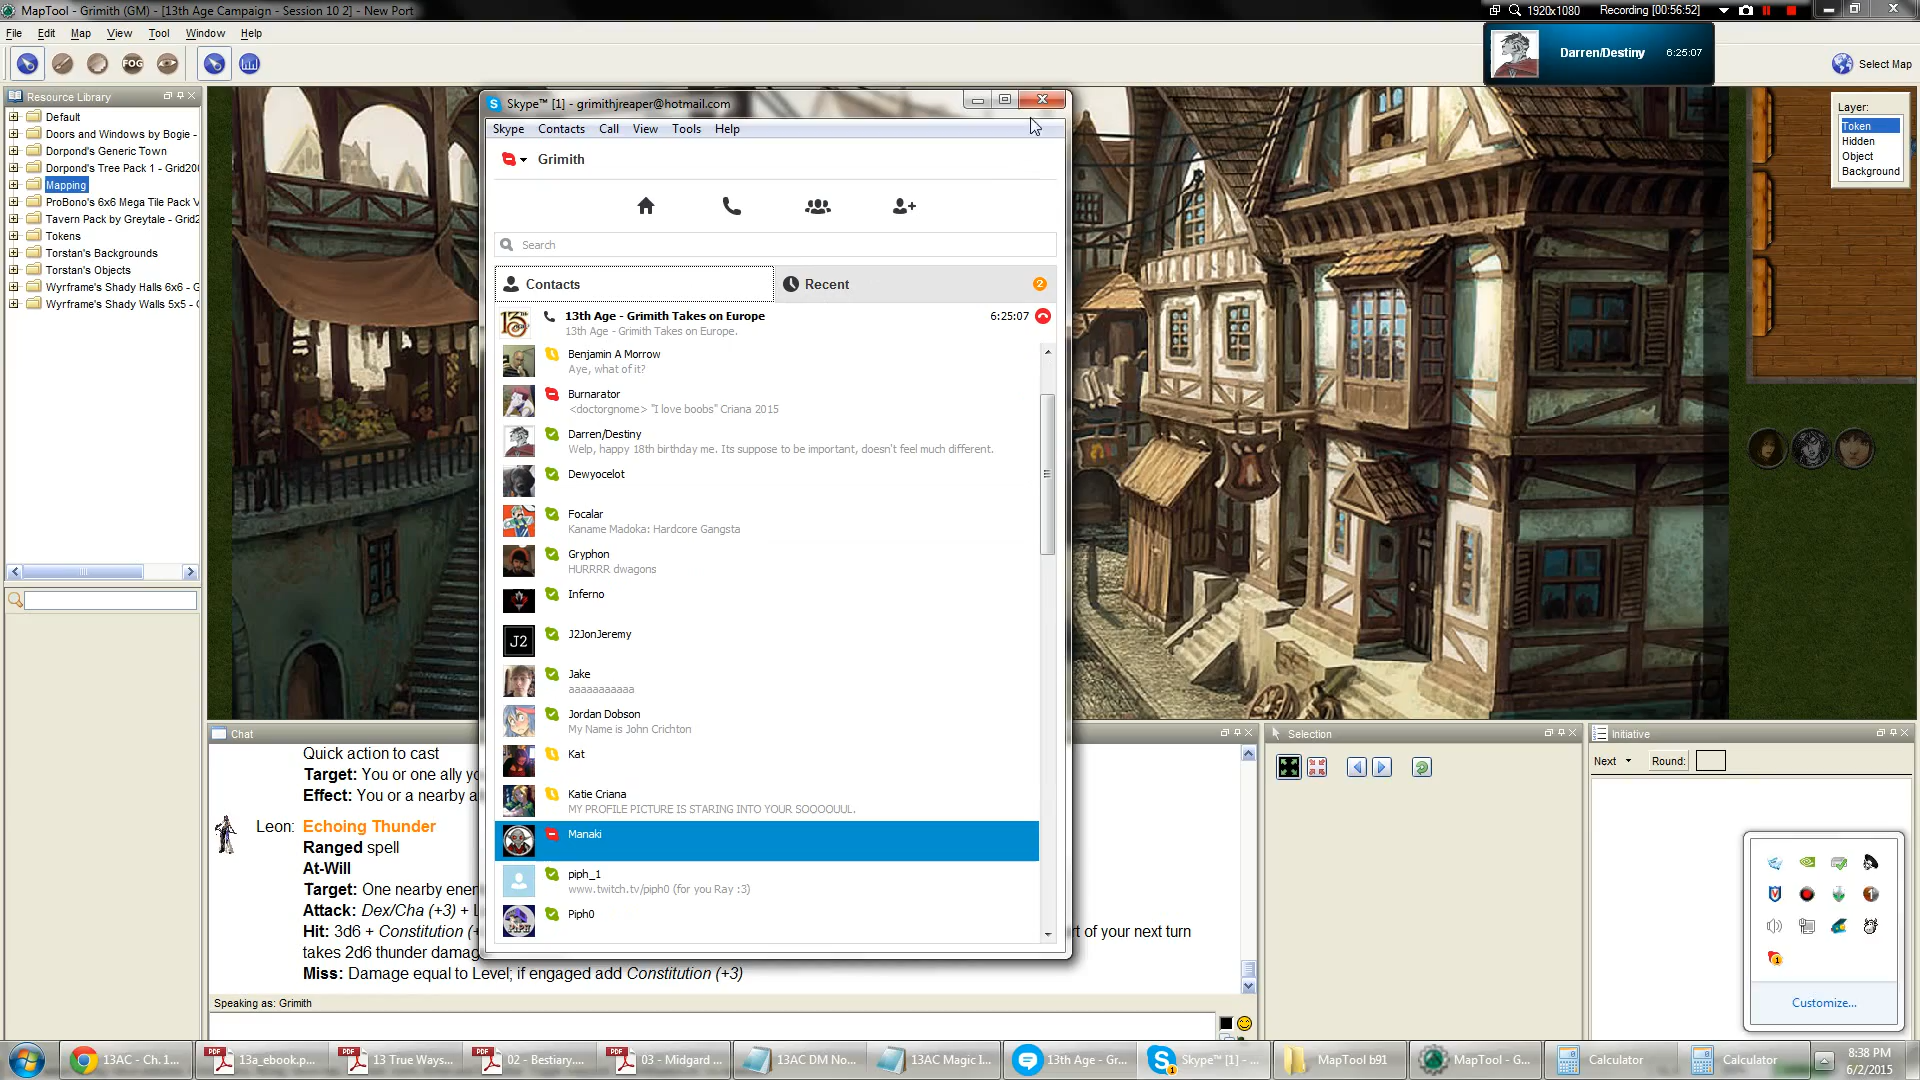 MapTool - Grimith (GM) - [13th Age Campaign - Session 10 2] - New Port
1920x1080
Recording [00:56:52]
File Edit Map View Tool Window Help
Darren/Destiny 6:25:07
FOG
Select Map
Resource Library
Default
Doors and Windows by Bogie -
Dorpond's Generic Town
Dorpond's Tree Pack 1 - Grid200
Mapping
ProBono's 6x6 Mega Tile Pack V
Tavern Pack by Greytale - Grid2
Tokens
Torstan's Backgrounds
Torstan's Objects
Wyrframe's Shady Halls 6x6 - G
Wyrframe's Shady Walls 5x5 - G
Layer:
Token
Hidden
Object
Background
Skype™ [1] - grimithjreaper@hotmail.com
Skype Contacts Call View Tools Help
Grimith
Search
Contacts
Recent 2
13th Age - Grimith Takes on Europe 6:25:07
13th Age - Grimith Takes on Europe.
Benjamin A Morrow
Aye, what of it?
Burnarator
<doctorgnome> "I love boobs" Criana 2015
Darren/Destiny
Welp, happy 18th birthday me. Its suppose to be important, doesn't feel much different.
Dewyocelot
Focalar
Kaname Madoka: Hardcore Gangsta
Gryphon
HURRRR dwagons
Inferno
J2
J2JonJeremy
Jake
aaaaaaaaaaa
Jordan Dobson
My Name is John Crichton
Kat
Katie Criana
MY PROFILE PICTURE IS STARING INTO YOUR SOOOOUUL.
Manaki
piph_1
www.twitch.tv/piph0 (for you Ray :3)
Piph0
Chat
Quick action to cast
Target: You or one ally yo
Effect: You or a nearby a
Leon: Echoing Thunder
Ranged spell
At-Will
Target: One nearby enem
Attack: Dex/Cha (+3) + L
Hit: 3d6 + Constitution (+ rt of your next turn
takes 2d6 thunder damag
Miss: Damage equal to Level; if engaged add Constitution (+3)
Speaking as: Grimith
Selection
Initiative
Next
Round:
Customize...
13AC - Ch. 1...
13a_ebook.p...
13 True Ways...
02 - Bestiary....
03 - Midgard ...
13AC DM No...
13AC Magic I...
13th Age - Gr...
Skype™ [1] - ...
MapTool b91
MapTool - G...
Calculator
Calculator
8:38 PM
6/2/2015